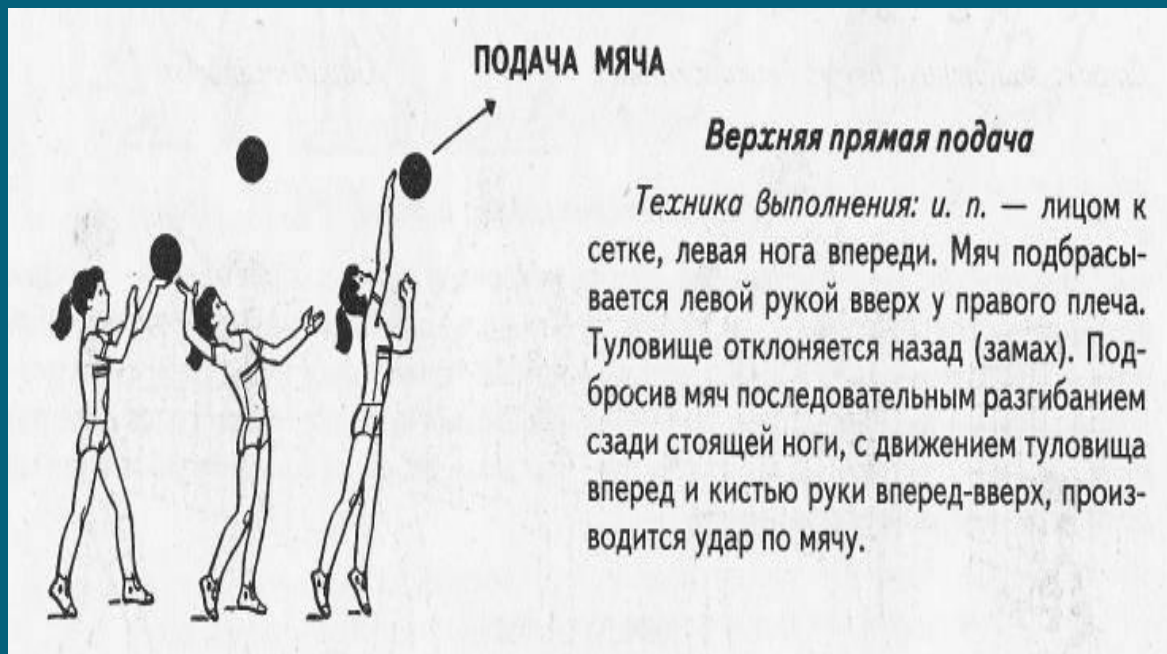 ПОДАЧА МЯЧА
Верхняя прямая подача
Техника выполнения: и. п. — лицом к
сетке, левая нога впереди. Мяч подбрасы-
вается левой рукой вверх у правого плеча.
Туловище отклоняется назад (замах). Под-
бросив мяч последовательным разгибанием
сзади стоящей ноги, с движением туловища
вперед и кистью руки вперед-вверх, произ-
водится удар по мячу.